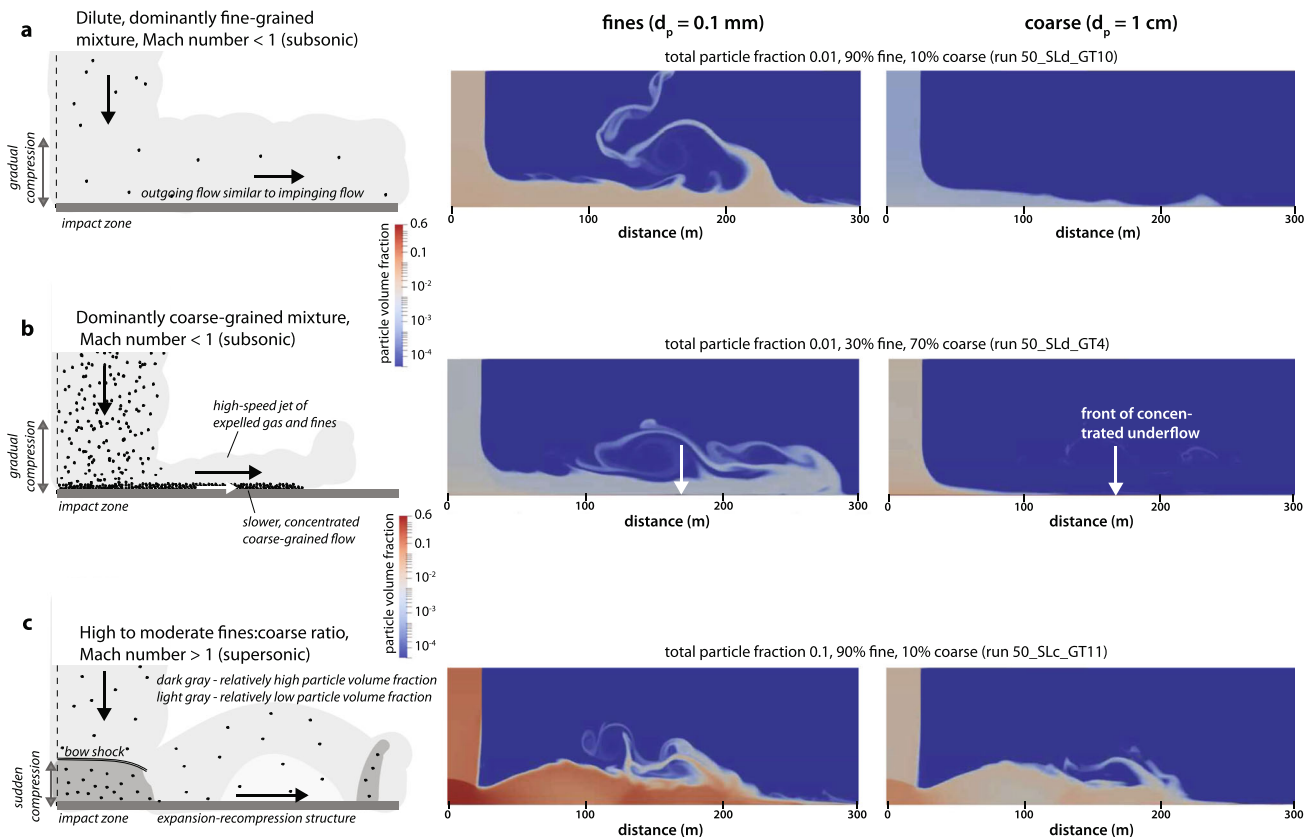 a
Dilute, dominantly fine-grained
mixture, Mach number < 1 (subsonic)
gradual
compression
outgoing flow similar to impinging flow
impact zone
fines (dp = 0.1 mm)
coarse (dp = 1 cm)
total particle fraction 0.01, 90% fine, 10% coarse (run 50_SLd_GT10)
0 100 200 300
distance (m)
0 100 200 300
distance (m)
particle volume fraction
0.6
0.1
10-2
10-3
10-4
b
Dominantly coarse-grained mixture,
Mach number < 1 (subsonic)
gradual
compression
high-speed jet of
expelled gas and fines
impact zone
slower, concentrated
coarse-grained flow
total particle fraction 0.01, 30% fine, 70% coarse (run 50_SLd_GT4)
0 100 200 300
distance (m)
front of concen-
trated underflow
0 100 200 300
distance (m)
particle volume fraction
0.6
0.1
10-2
10-3
10-4
c
High to moderate fines:coarse ratio,
Mach number > 1 (supersonic)
dark gray - relatively high particle volume fraction
light gray - relatively low particle volume fraction
bow shock
sudden
compression
impact zone
expansion-recompression structure
total particle fraction 0.1, 90% fine, 10% coarse (run 50_SLc_GT11)
0 100 200 300
distance (m)
0 100 200 300
distance (m)